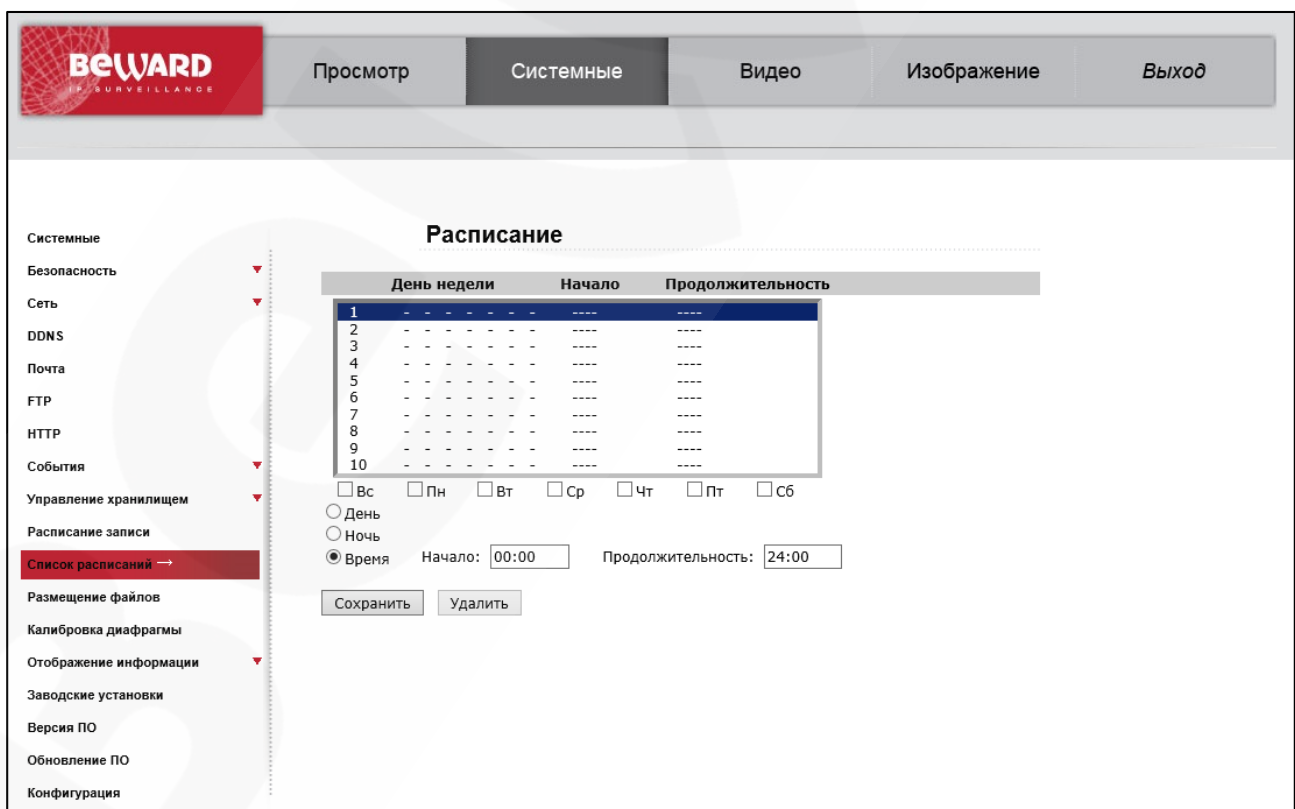 BEWARD
IP SURVEILLANCE
Просмотр Системные Видео Изображение Выход
Системные
Безопасность
Сеть
DDNS
Почта
FTP
HTTP
События
Управление хранилищем
Расписание записи
Список расписаний →
Размещение файлов
Калибровка диафрагмы
Отображение информации
Заводские установки
Версия ПО
Обновление ПО
Конфигурация
Расписание
День недели Начало Продолжительность
1 - - - - - - - ---- ----
2 - - - - - - - ---- ----
3 - - - - - - - ---- ----
4 - - - - - - - ---- ----
5 - - - - - - - ---- ----
6 - - - - - - - ---- ----
7 - - - - - - - ---- ----
8 - - - - - - - ---- ----
9 - - - - - - - ---- ----
10 - - - - - - - ---- ----
Вс Пн Вт Ср Чт Пт Сб
День
Ночь
Время Начало: 00:00 Продолжительность: 24:00
Сохранить Удалить